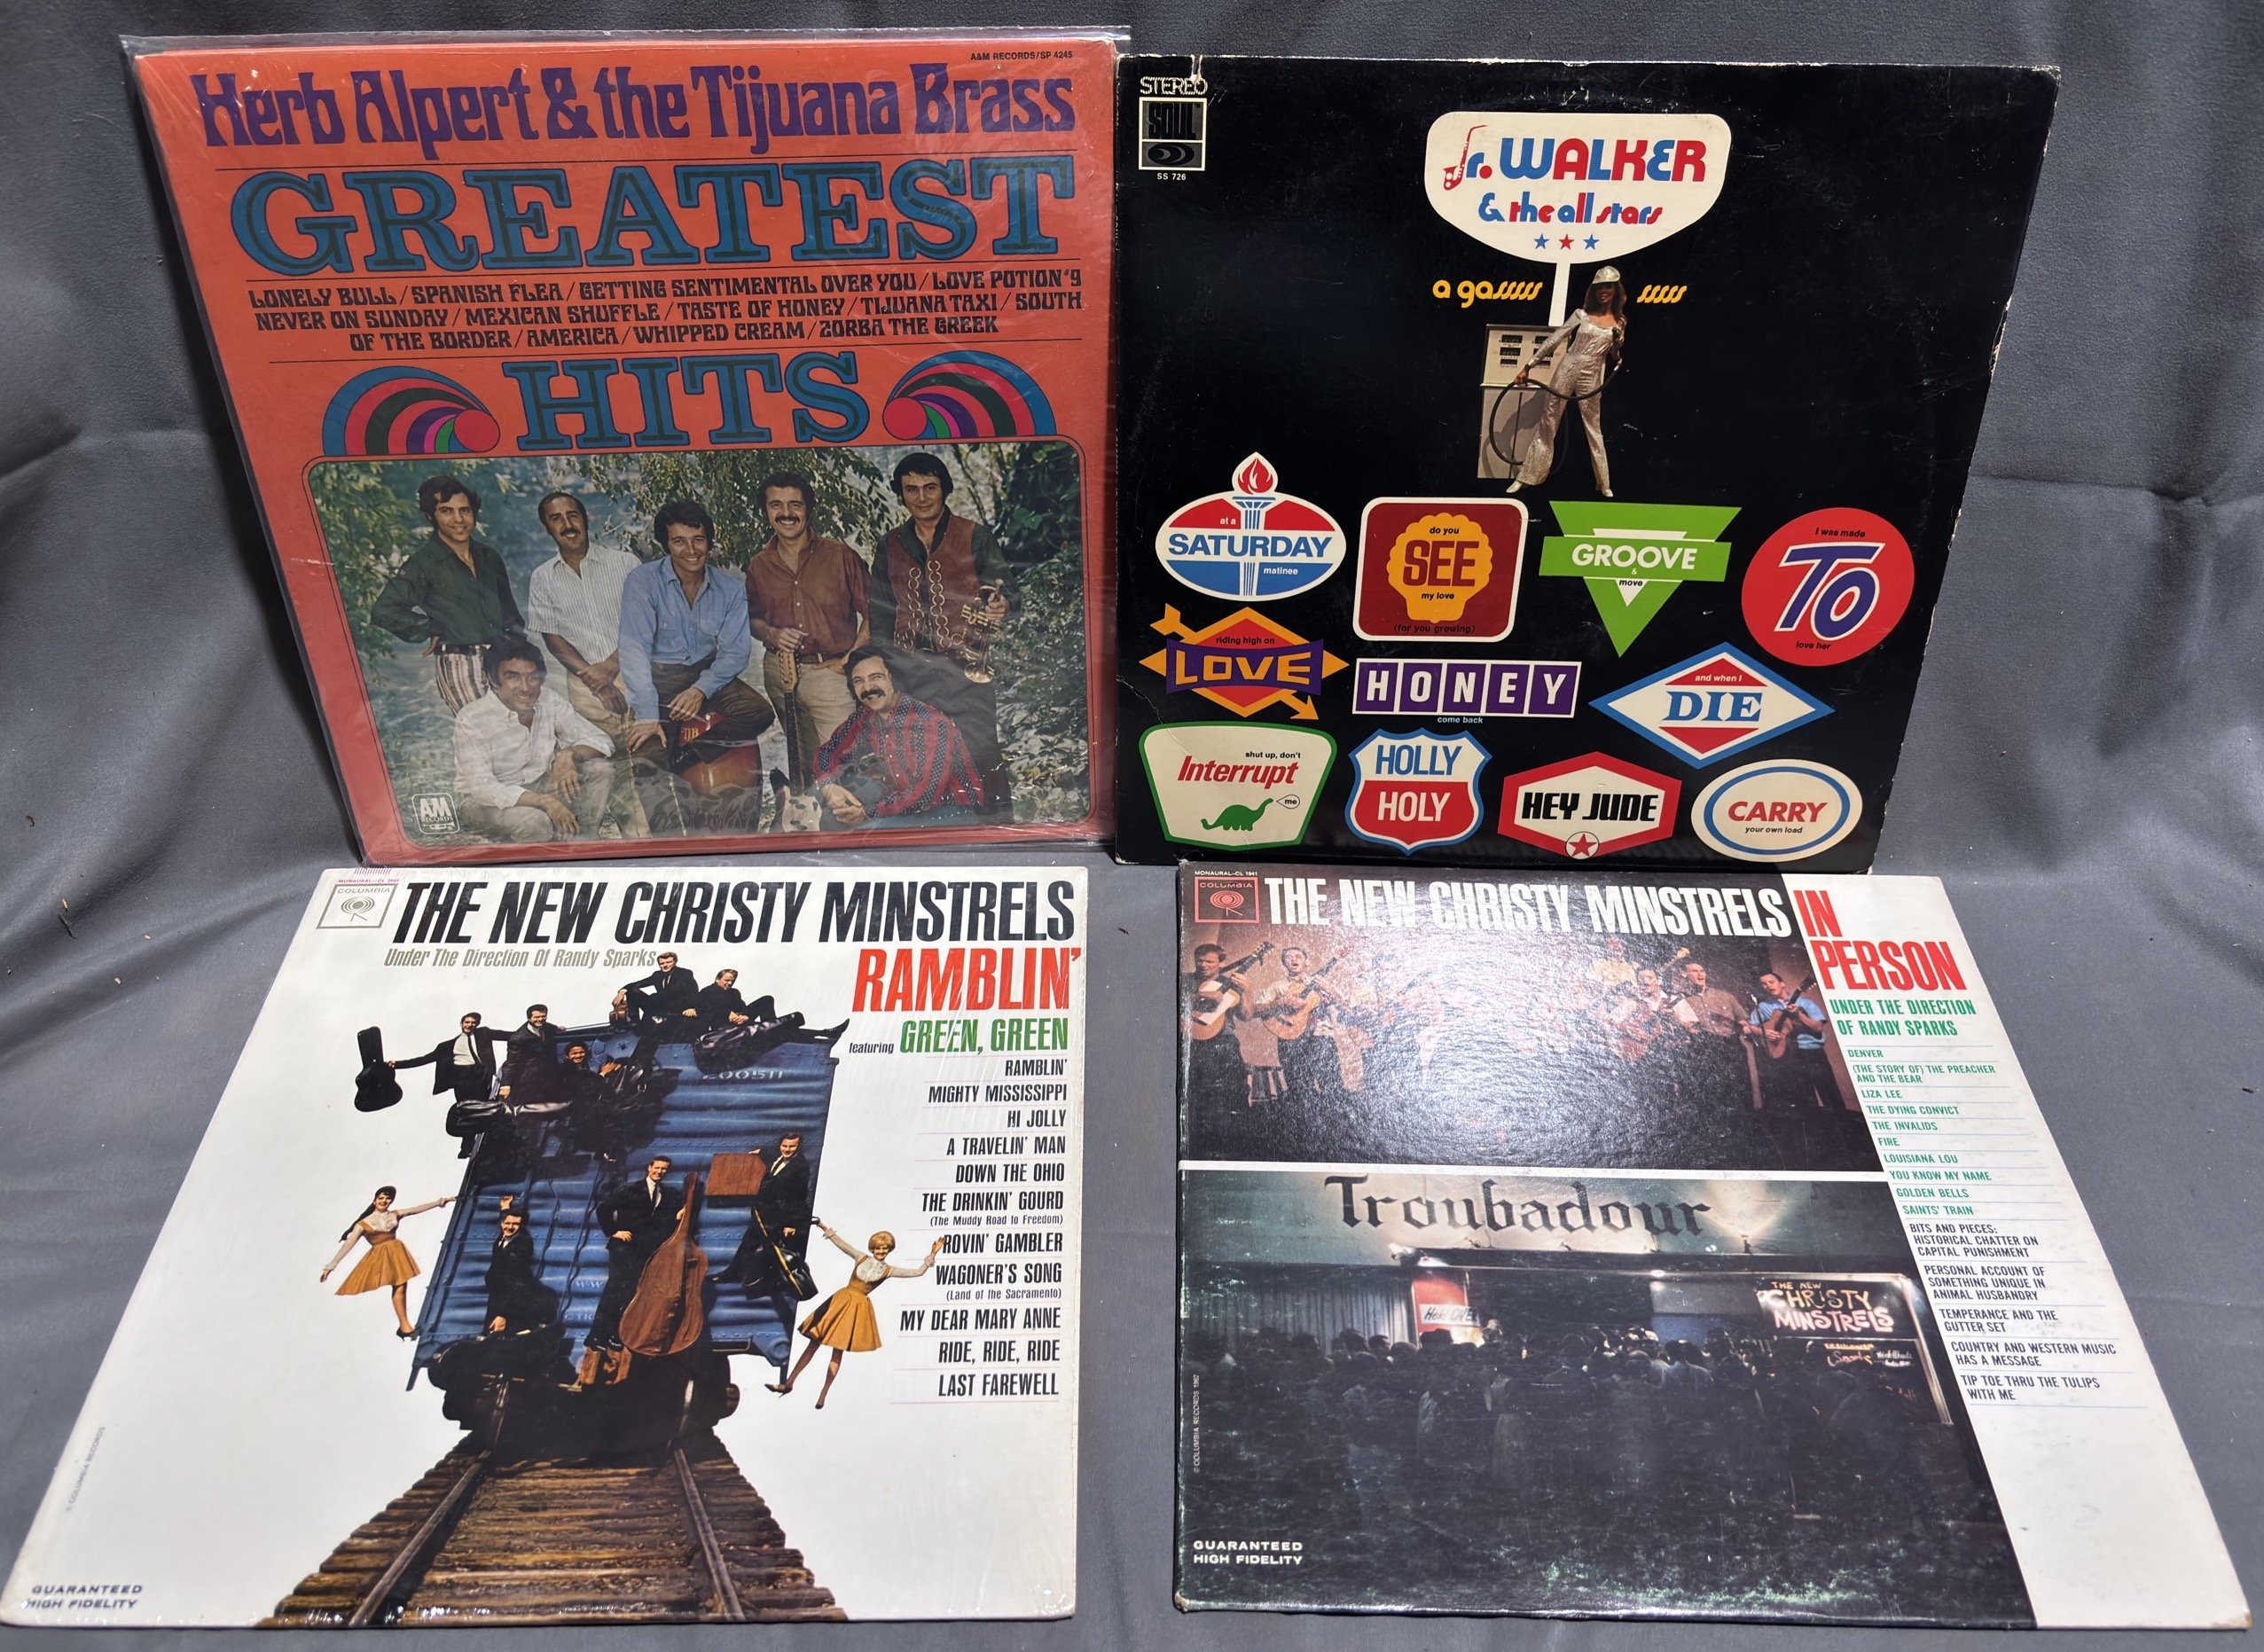 A&M RECORDS/SP 4245
Herb Alpert & the Tijuana Brass
GREATEST
LONELY BULL / SPANISH FLEA / GETTING SENTIMENTAL OVER YOU / LOVE POTION #9
NEVER ON SUNDAY / MEXICAN SHUFFLE / TASTE OF HONEY / TIJUANA TAXI / SOUTH
OF THE BORDER / AMERICA / WHIPPED CREAM / ZORBA THE GREEK
HITS
A&M
RECORDS
STEREO
SOUL
SS 726
Jr. WALKER
& the all stars
a gasssss sssss
at a
SATURDAY
matinee
do you
SEE
my love
(for you growing)
GROOVE
&
move
I was made
TO
love her
riding high on
LOVE
HONEY
come back
and when I
DIE
shut up, don't
Interrupt
me
HOLLY
HOLY
HEY JUDE
CARRY
your own load
COLUMBIA
THE NEW CHRISTY MINSTRELS
Under The Direction Of Randy Sparks
RAMBLIN'
featuring GREEN, GREEN
RAMBLIN'
MIGHTY MISSISSIPPI
HI JOLLY
A TRAVELIN' MAN
DOWN THE OHIO
THE DRINKIN' GOURD
(The Muddy Road to Freedom)
ROVIN' GAMBLER
WAGONER'S SONG
(Land of the Sacramento)
MY DEAR MARY ANNE
RIDE, RIDE, RIDE
LAST FAREWELL
© COLUMBIA RECORDS
GUARANTEED
HIGH FIDELITY
MONAURAL-CL 1941
COLUMBIA
THE NEW CHRISTY MINSTRELS IN
PERSON
UNDER THE DIRECTION
OF RANDY SPARKS
DENVER
(THE STORY OF) THE PREACHER
AND THE BEAR
LIZA LEE
THE DYING CONVICT
THE INVALIDS
FIRE
LOUISIANA LOU
YOU KNOW MY NAME
GOLDEN BELLS
SAINTS' TRAIN
BITS AND PIECES:
HISTORICAL CHATTER ON
CAPITAL PUNISHMENT
PERSONAL ACCOUNT OF
SOMETHING UNIQUE IN
ANIMAL HUSBANDRY
TEMPERANCE AND THE
GUTTER SET
COUNTRY AND WESTERN MUSIC
HAS A MESSAGE
TIP TOE THRU THE TULIPS
WITH ME
Troubadour
Held OVER
THE NEW
CHRISTY
MINSTRELS
© COLUMBIA RECORDS 1962
GUARANTEED
HIGH FIDELITY